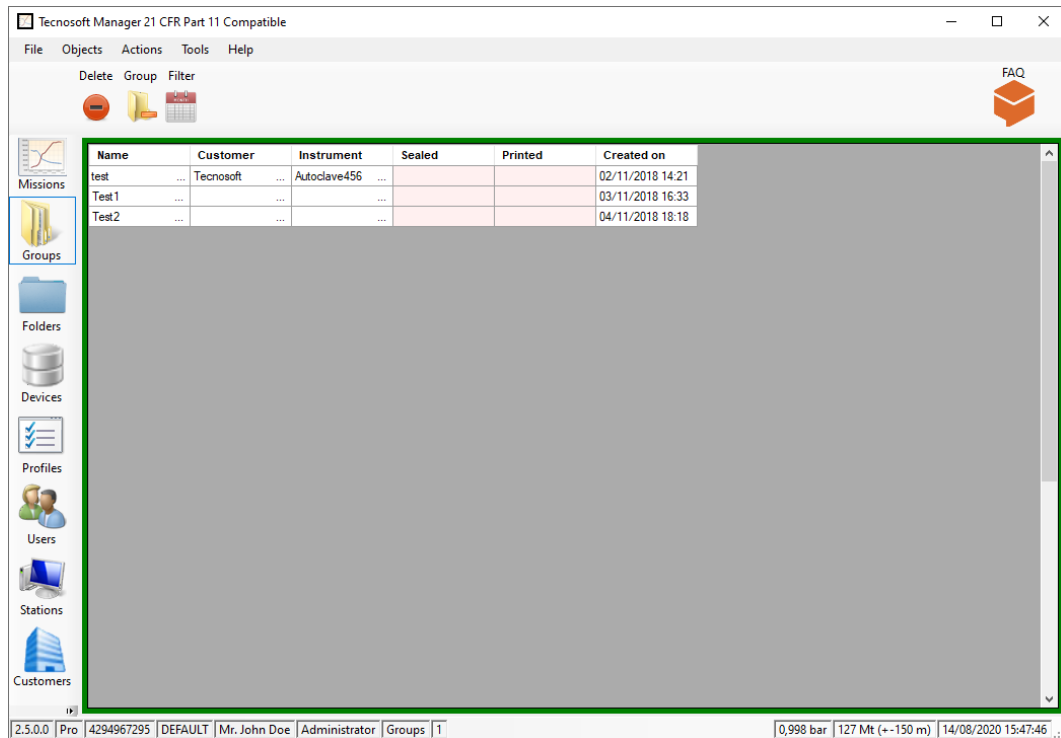 Tecnosoft Manager 21 CFR Part 11 Compatible
File Objects Actions Tools Help
Delete Group Filter
FAQ
Missions
Groups
Folders
Devices
Profiles
Users
Stations
Customers
Name Customer Instrument Sealed Printed Created on
test ... Tecnosoft ... Autoclave456 ... 02/11/2018 14:21
Test1 ... ... ... 03/11/2018 16:33
Test2 ... ... ... 04/11/2018 18:18
2.5.0.0 Pro 4294967295 DEFAULT Mr. John Doe Administrator Groups 1 0,998 bar 127 Mt (+-150 m) 14/08/2020 15:47:46